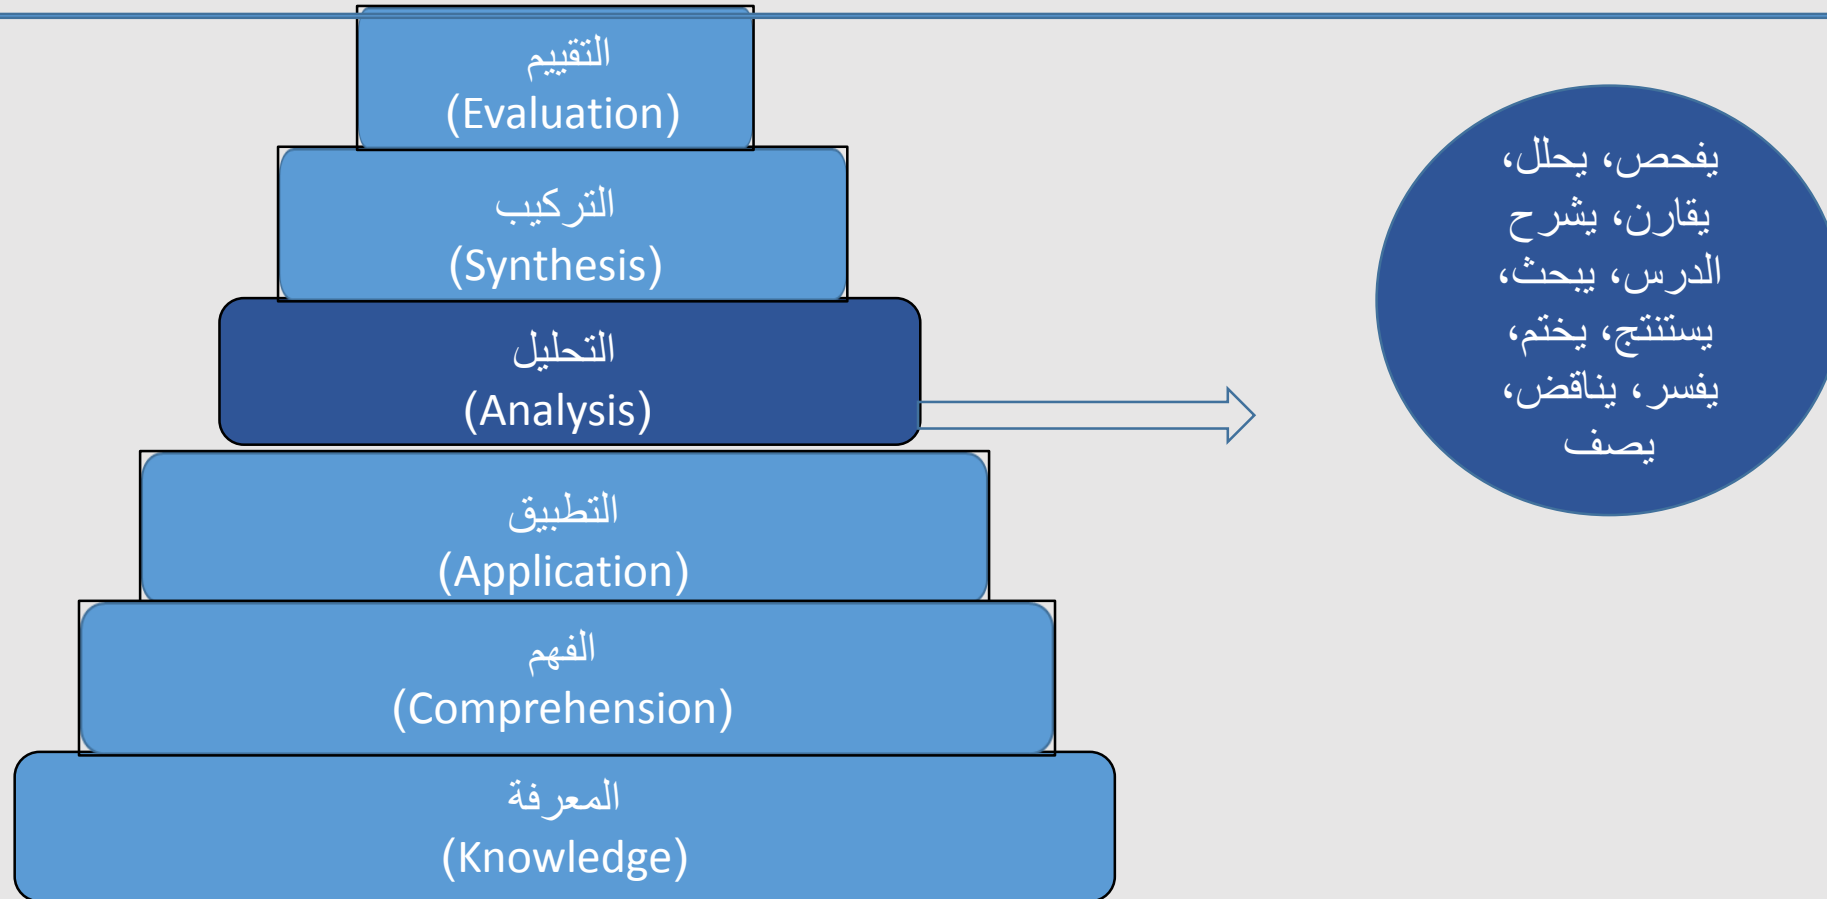 التقييم
(Evaluation)
التركيب
(Synthesis)
التحليل
(Analysis)
التطبيق
(Application)
الفهم
(Comprehension)
المعرفة
(Knowledge)
يفحص، يحلل،
يقارن، يشرح
الدرس، يبحث،
يستنتج، يختم،
يفسر، يناقض،
يصف